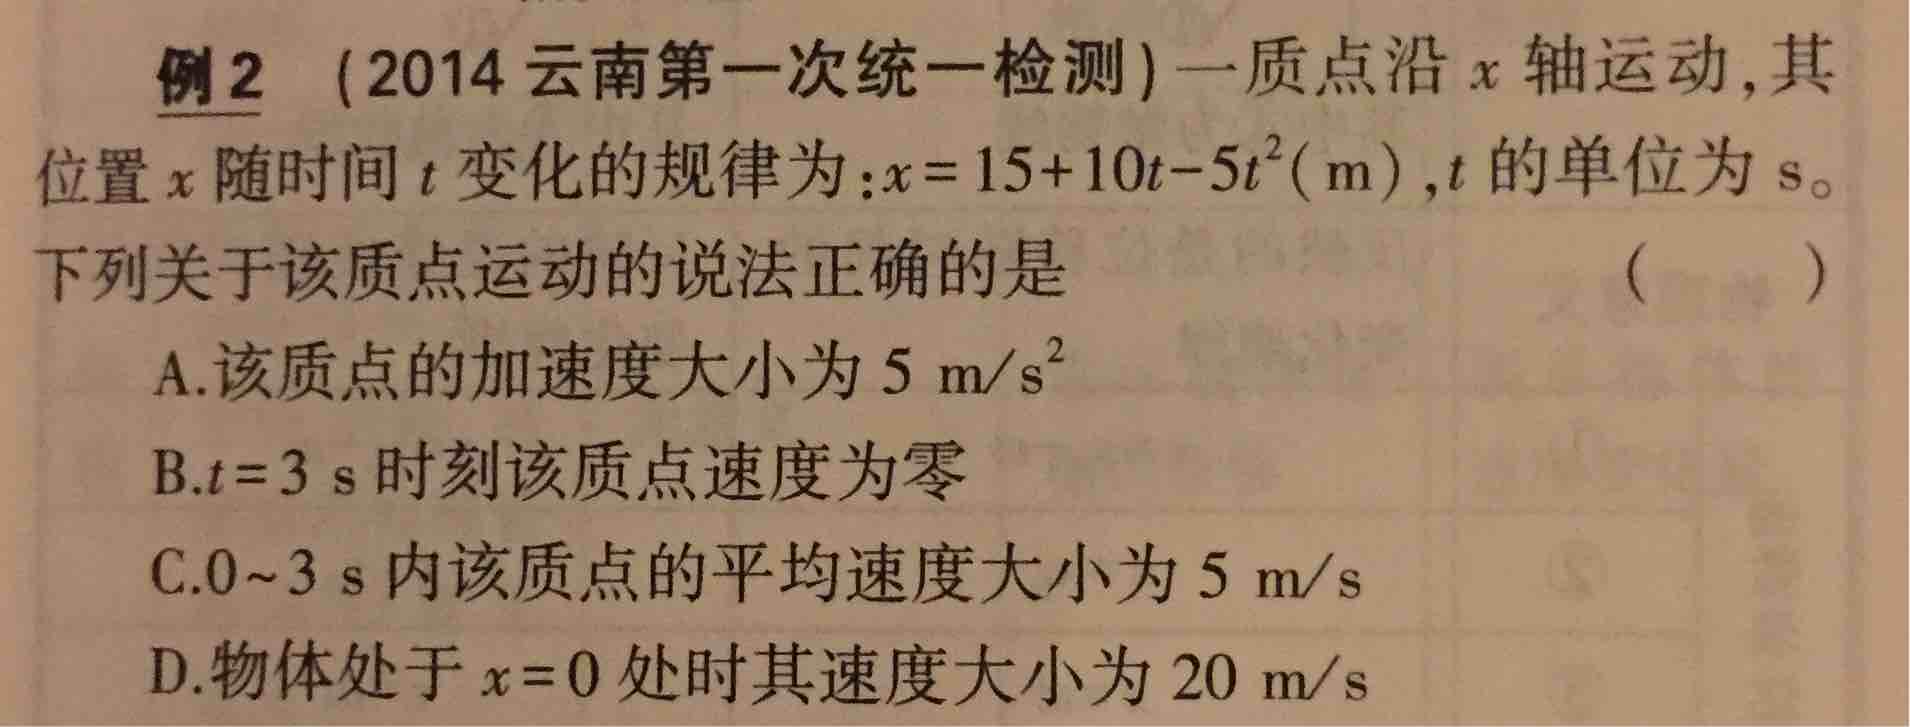 例2 (2014云南第一次统一检测)一质点沿 x 轴运动,其
位置 x 随时间 t 变化的规律为:x=15+10t-5t²(m),t 的单位为 s。
下列关于该质点运动的说法正确的是 ( )
A.该质点的加速度大小为 5 m/s²
B.t=3 s 时刻该质点速度为零
C.0~3 s 内该质点的平均速度大小为 5 m/s
D.物体处于 x=0 处时其速度大小为 20 m/s